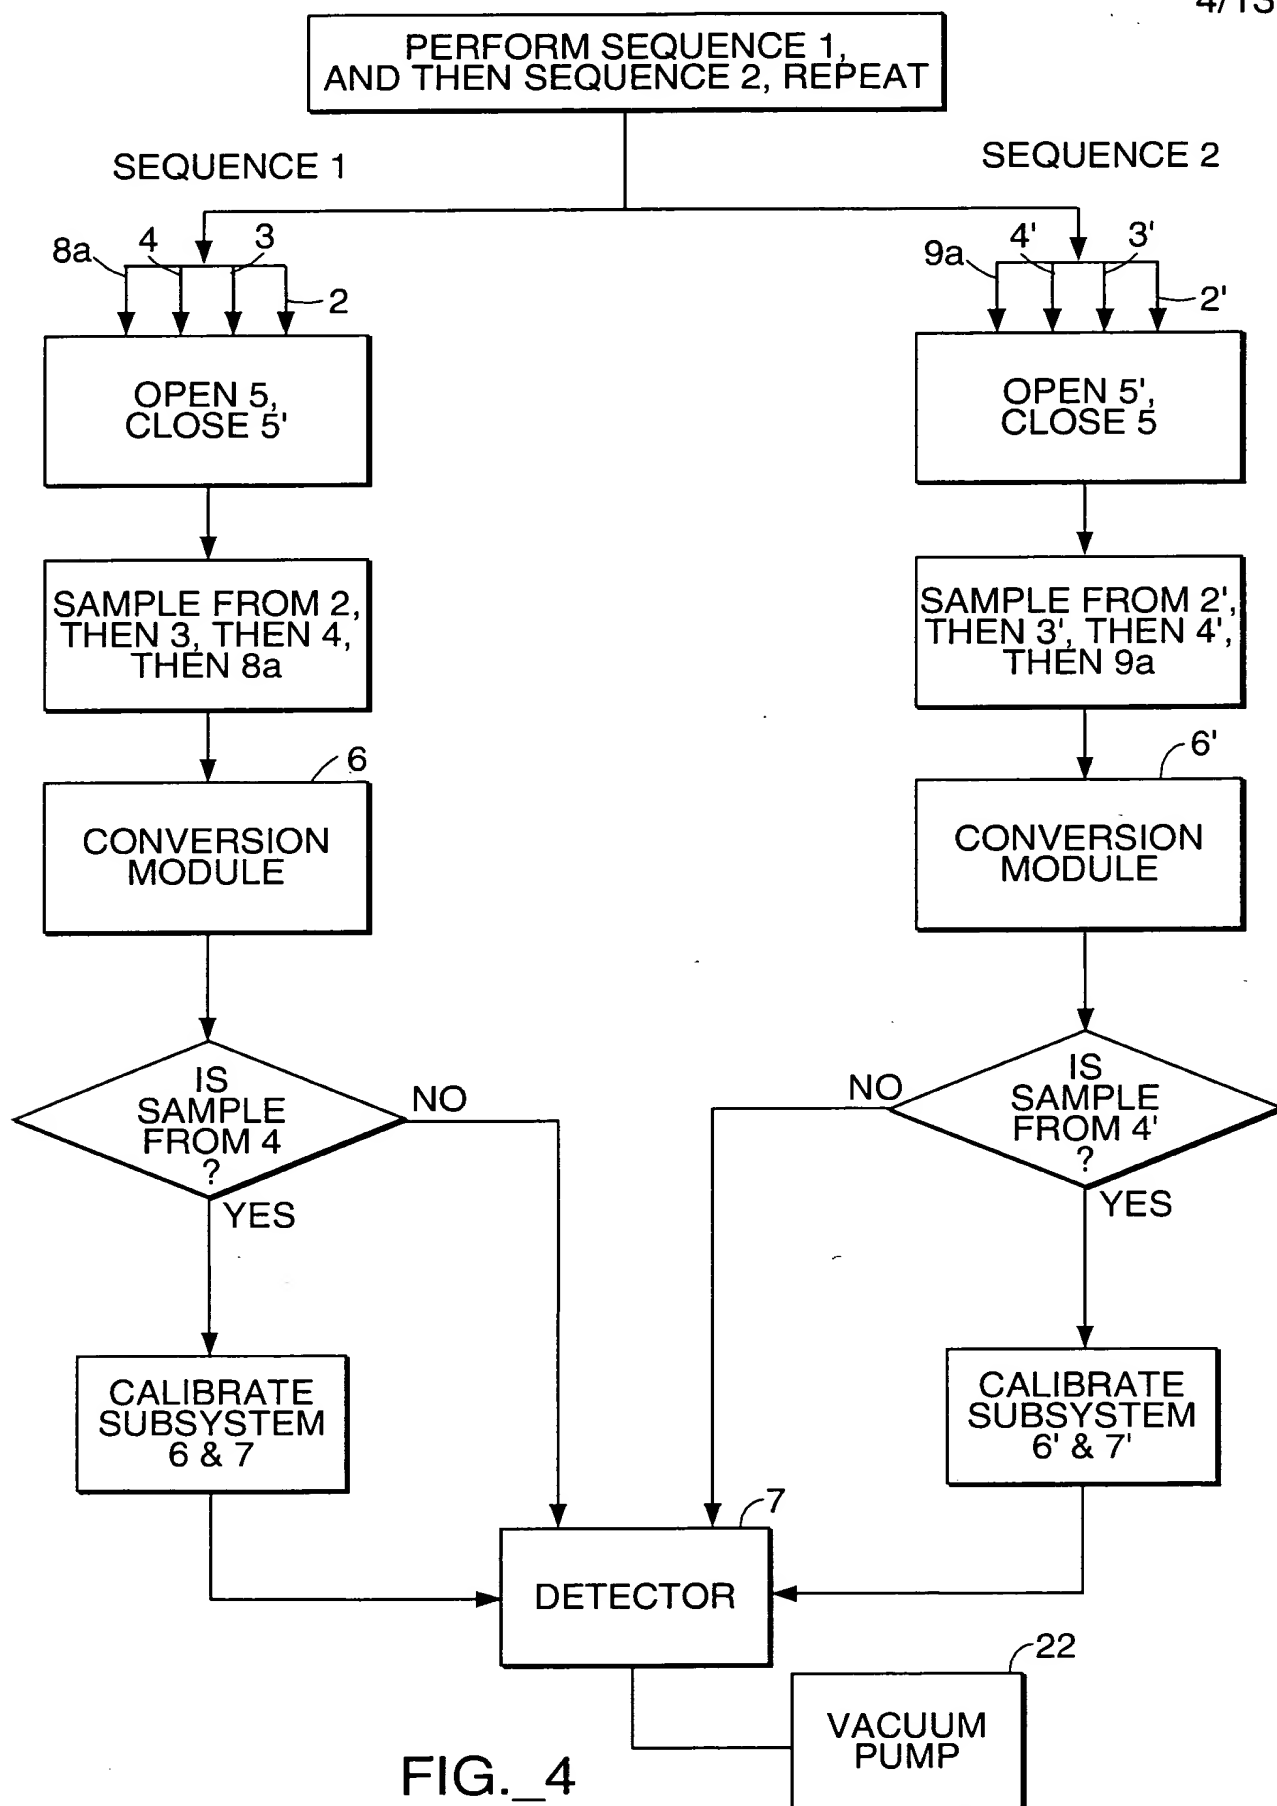 4/13
PERFORM SEQUENCE 1,
AND THEN SEQUENCE 2, REPEAT
SEQUENCE 1
SEQUENCE 2
8a
4
3
2
9a
4'
3'
2'
OPEN 5,
CLOSE 5'
OPEN 5',
CLOSE 5
SAMPLE FROM 2,
THEN 3, THEN 4,
THEN 8a
SAMPLE FROM 2',
THEN 3', THEN 4',
THEN 9a
6
6'
CONVERSION
MODULE
CONVERSION
MODULE
IS
SAMPLE
FROM 4
?
NO
YES
IS
SAMPLE
FROM 4'
?
NO
YES
CALIBRATE
SUBSYSTEM
6 & 7
CALIBRATE
SUBSYSTEM
6' & 7'
7
DETECTOR
22
VACUUM
PUMP
FIG._4